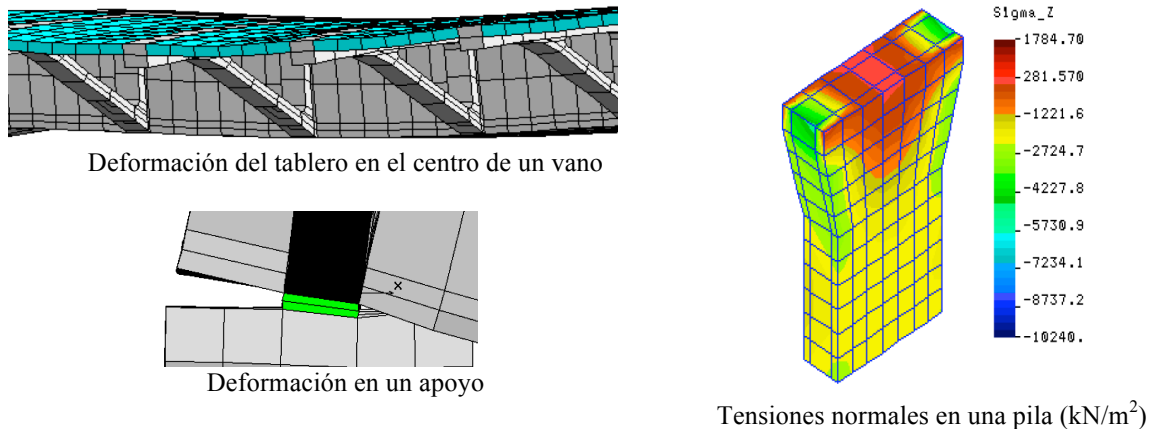 Deformación del tablero en el centro de un vano
x
Deformación en un apoyo
Sigma_Z
1784.70
281.570
-1221.6
-2724.7
-4227.8
-5730.9
-7234.1
-8737.2
-10240.
Tensiones normales en una pila (kN/m²)